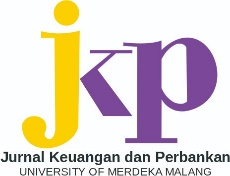 jkp
Jurnal Keuangan dan Perbankan
UNIVERSITY OF MERDEKA MALANG